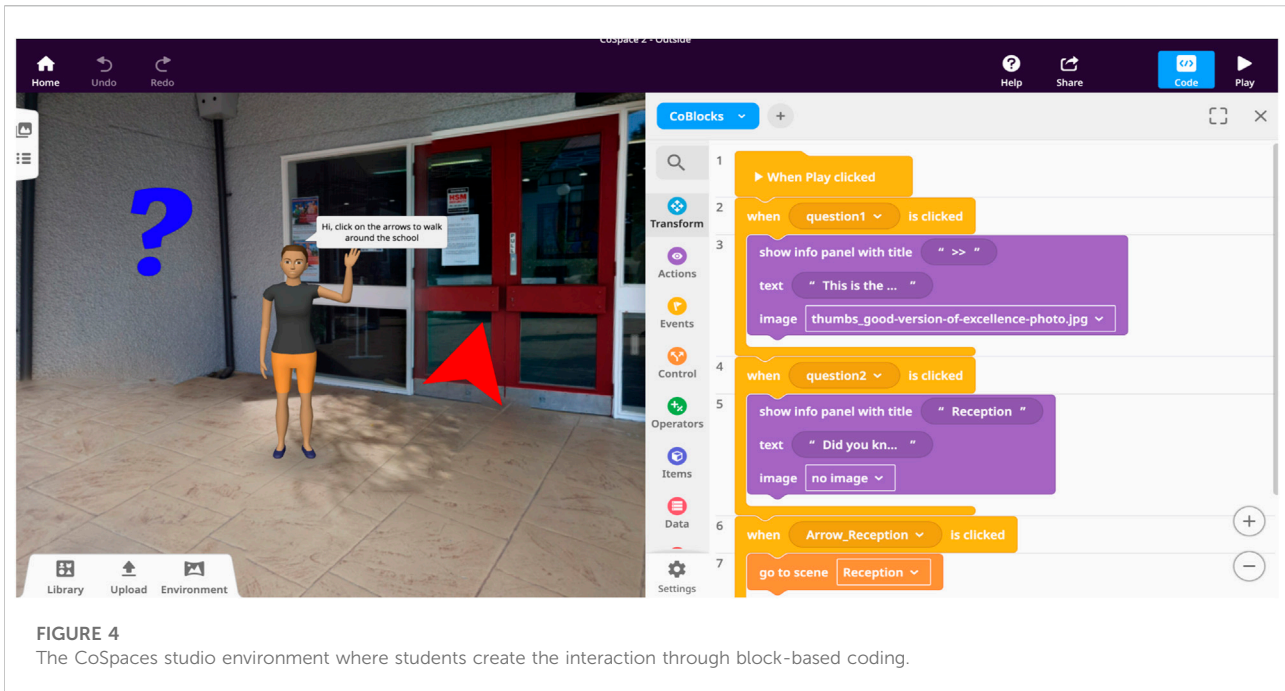 CoSpace 2 - Outside
Home
Undo
Redo
Help
Share
Code
Play
Hi, click on the arrows to walk
around the school
?
HSM
Library
Upload
Environment
CoBlocks
+
Transform
Actions
Events
Control
Operators
Items
Data
Settings
1
When Play clicked
2
when question1 is clicked
3
show info panel with title “ >> ”
text “ This is the ... ”
image thumbs_good-version-of-excellence-photo.jpg
4
when question2 is clicked
5
show info panel with title “ Reception ”
text “ Did you kn... ”
image no image
6
when Arrow_Reception is clicked
7
go to scene Reception
FIGURE 4
The CoSpaces studio environment where students create the interaction through block-based coding.